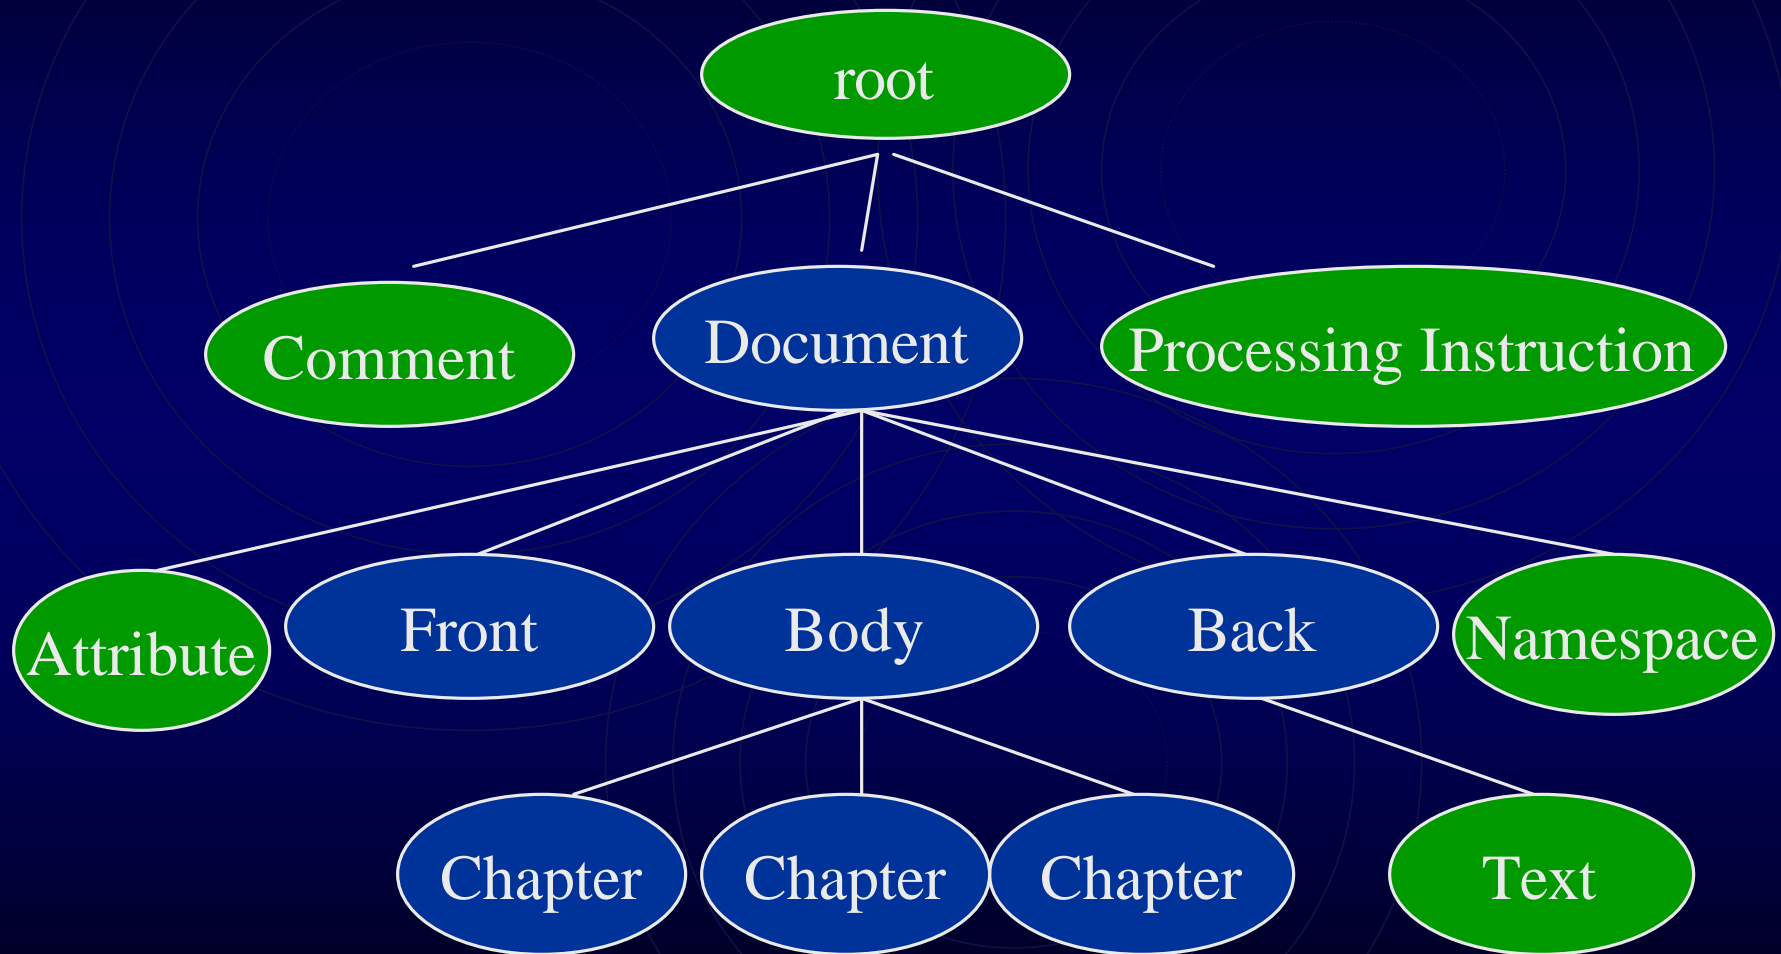 root
Comment
Document
Processing Instruction
Attribute
Front
Body
Back
Namespace
Chapter
Chapter
Chapter
Text